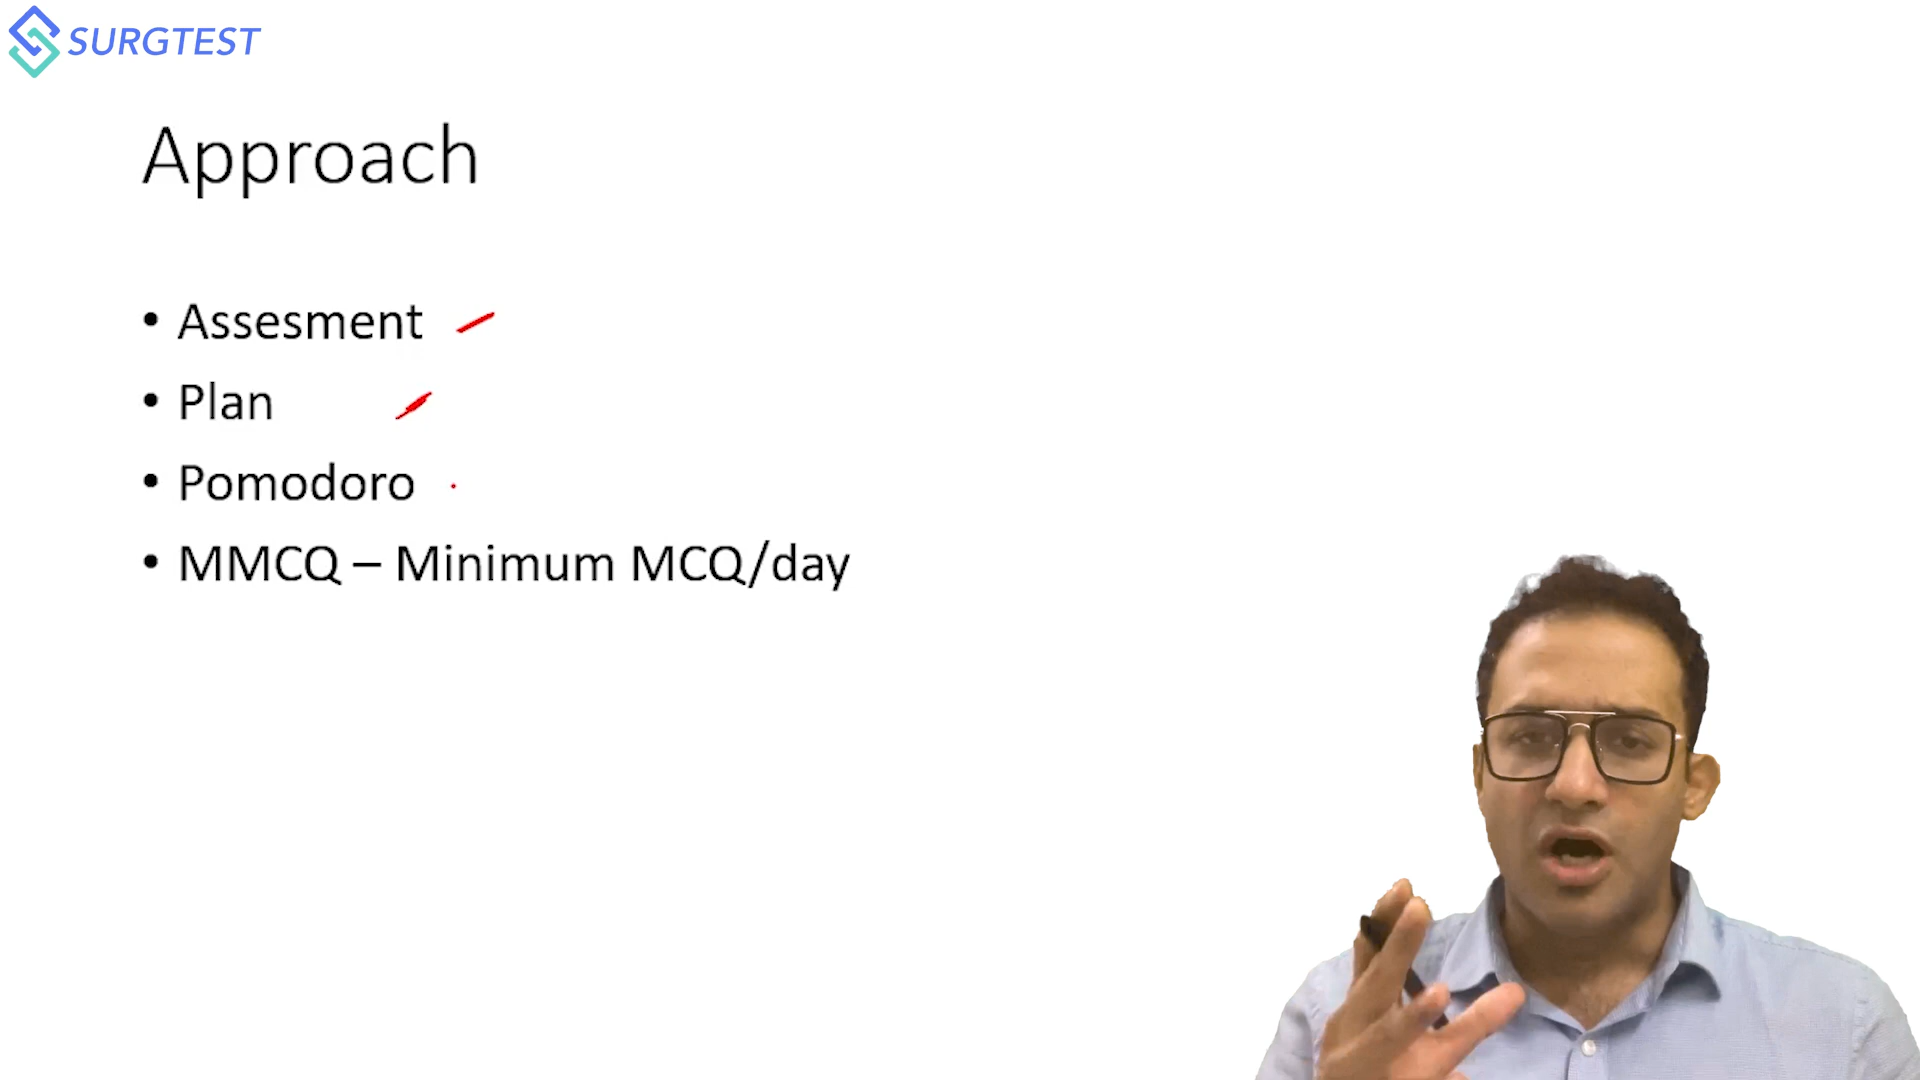 SURGTEST
Approach
• Assesment
• Plan
• Pomodoro
• MMCQ – Minimum MCQ/day